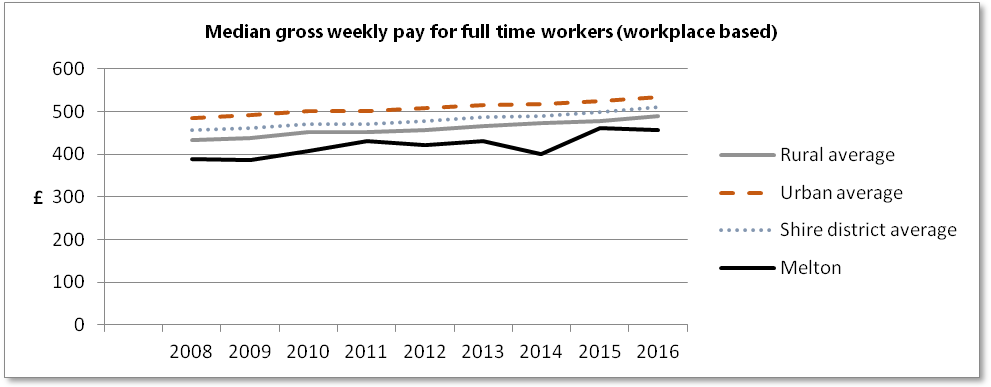 Median gross weekly pay for full time workers (workplace based)
600
500
400
£ 300
200
100
0
2008 2009 2010 2011 2012 2013 2014 2015 2016
Rural average
Urban average
Shire district average
Melton